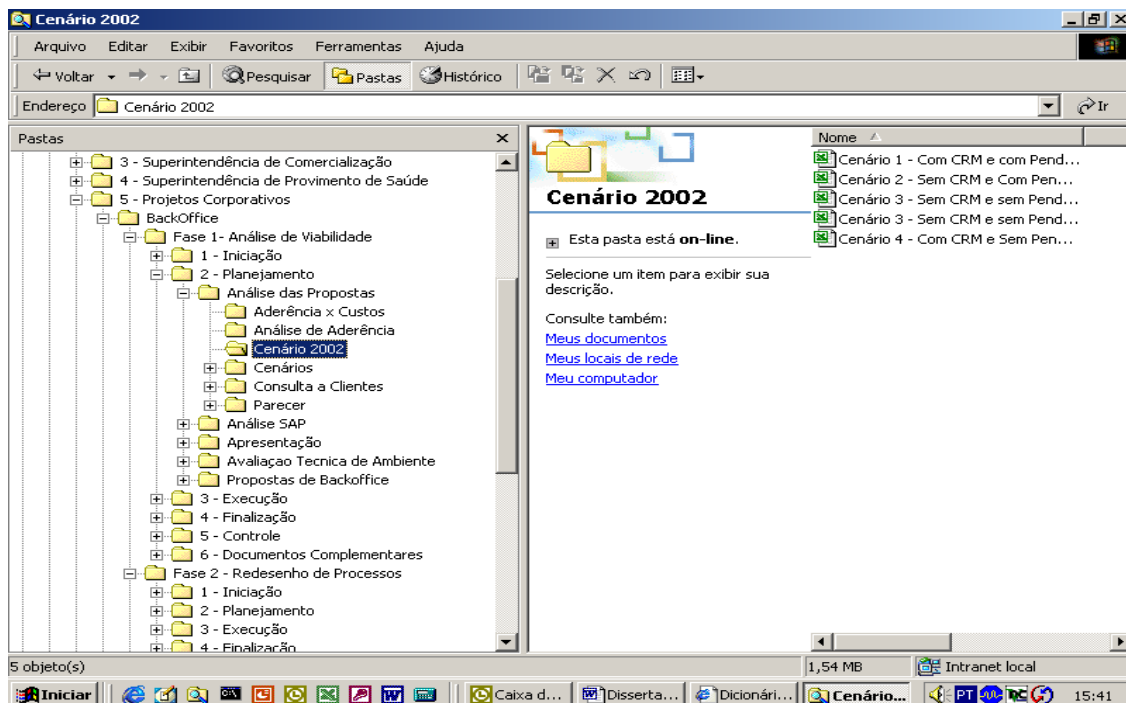 Cenário 2002
Arquivo Editar Exibir Favoritos Ferramentas Ajuda
Voltar Pesquisar Pastas Histórico
Endereço Cenário 2002 Ir
Pastas
3 - Superintendência de Comercialização
4 - Superintendência de Provimento de Saúde
5 - Projetos Corporativos
BackOffice
Fase 1- Análise de Viabilidade
1 - Iniciação
2 - Planejamento
Análise das Propostas
Aderência x Custos
Análise de Aderência
Cenário 2002
Cenários
Consulta a Clientes
Parecer
Análise SAP
Apresentação
Avaliaçao Tecnica de Ambiente
Propostas de Backoffice
3 - Execução
4 - Finalização
5 - Controle
6 - Documentos Complementares
Fase 2 - Redesenho de Processos
1 - Iniciação
2 - Planejamento
3 - Execução
4 - Finalização
Cenário 2002
Esta pasta está on-line.
Selecione um item para exibir sua
descrição.
Consulte também:
Meus documentos
Meus locais de rede
Meu computador
Nome
Cenário 1 - Com CRM e com Pend...
Cenário 2 - Sem CRM e Com Pen...
Cenário 3 - Sem CRM e sem Pend...
Cenário 3 - Sem CRM e sem Pend...
Cenário 4 - Com CRM e Sem Pen...
5 objeto(s) 1,54 MB Intranet local
Iniciar Caixa d... Disserta... Dicionári... Cenário... PT 15:41